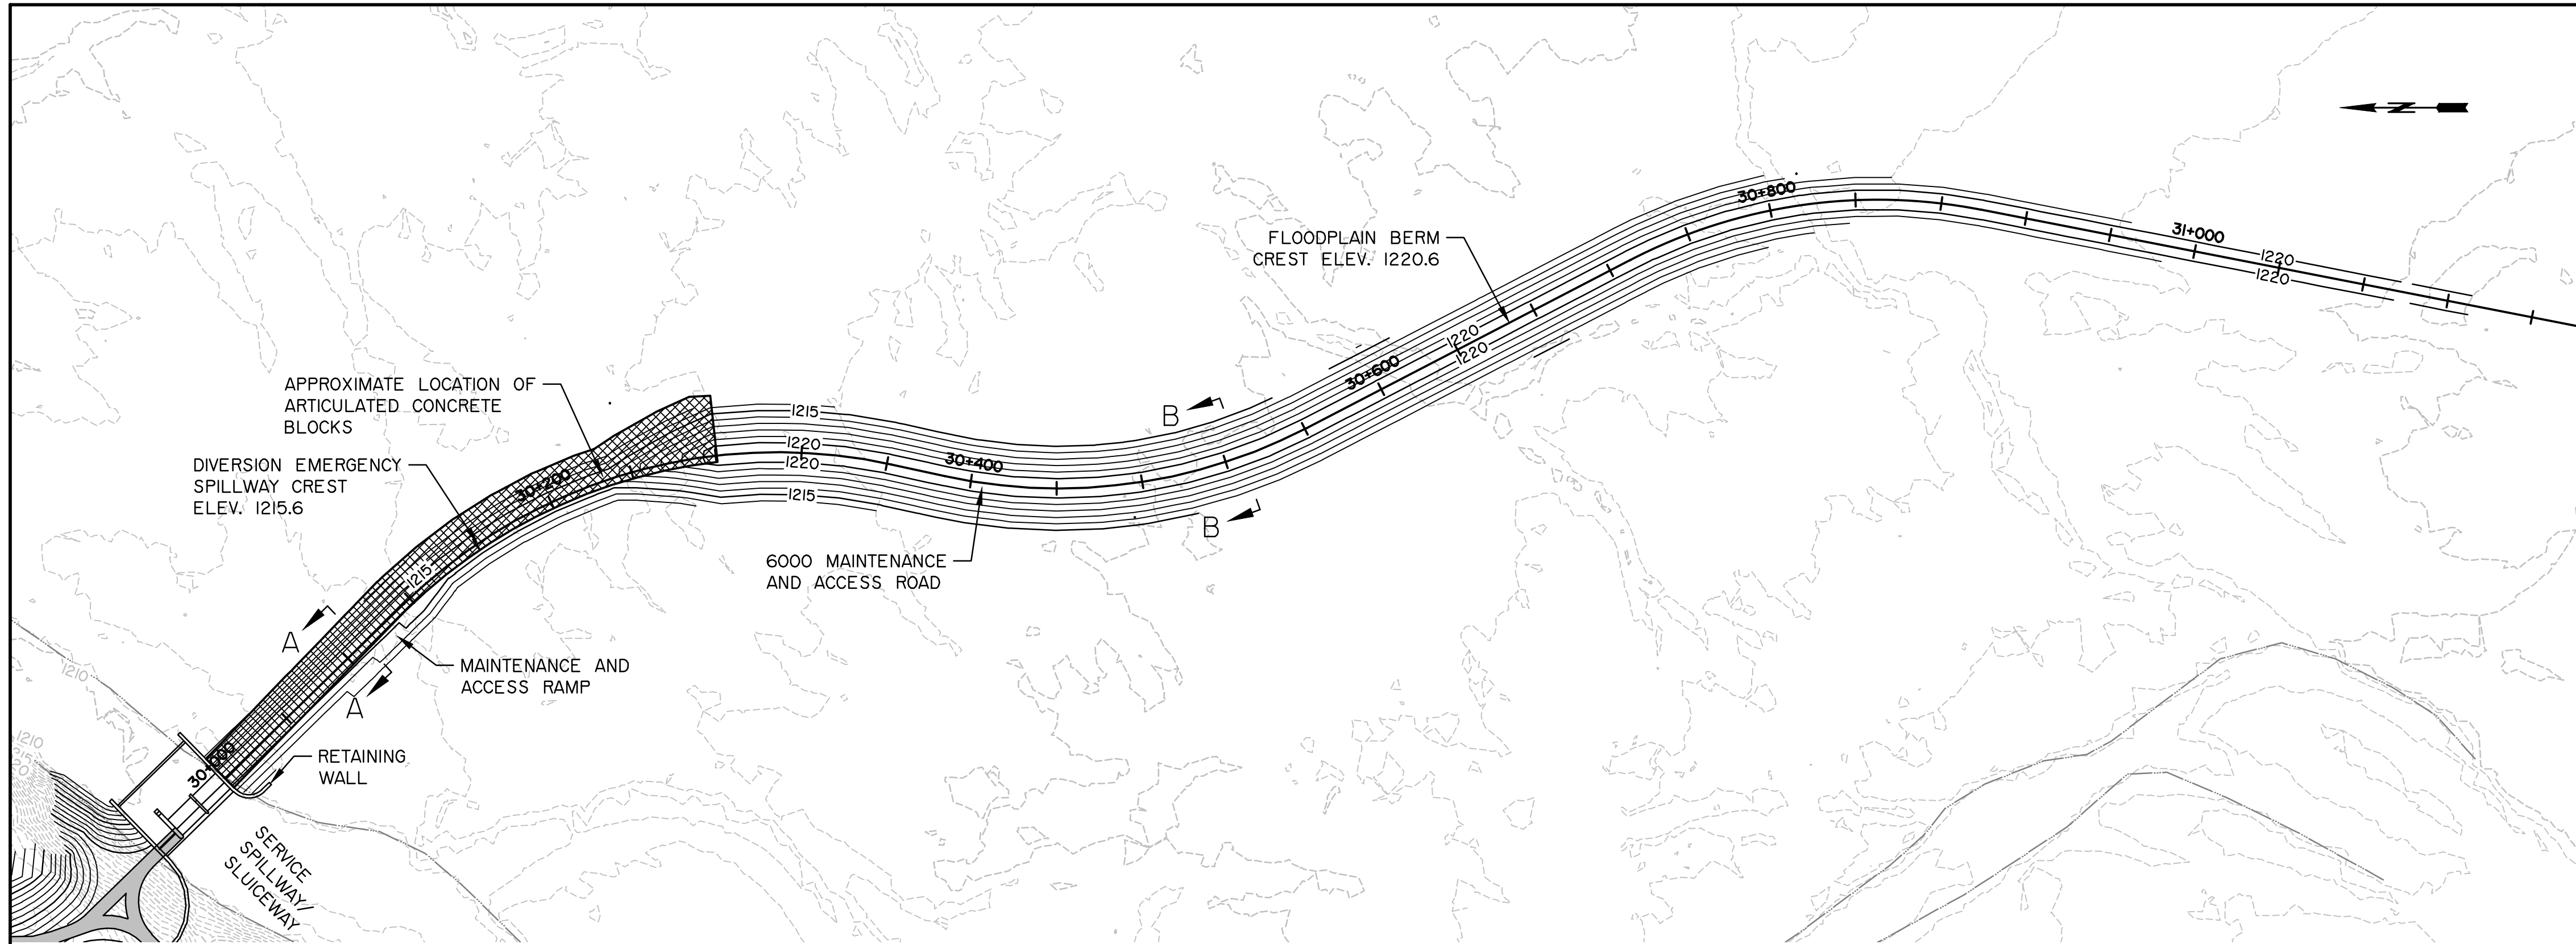 N
30+800
31+000
1220
1220
FLOODPLAIN BERM
CREST ELEV. 1220.6
1220
1220
30+600
APPROXIMATE LOCATION OF
ARTICULATED CONCRETE
BLOCKS
1215
B
1220
30+400
1220
DIVERSION EMERGENCY
SPILLWAY CREST
ELEV. 1215.6
30+200
1215
B
6000 MAINTENANCE
AND ACCESS ROAD
1215
A
MAINTENANCE AND
ACCESS RAMP
1210
A
1210
RETAINING
WALL
SERVICE
SPILLWAY/
SLUICEWAY